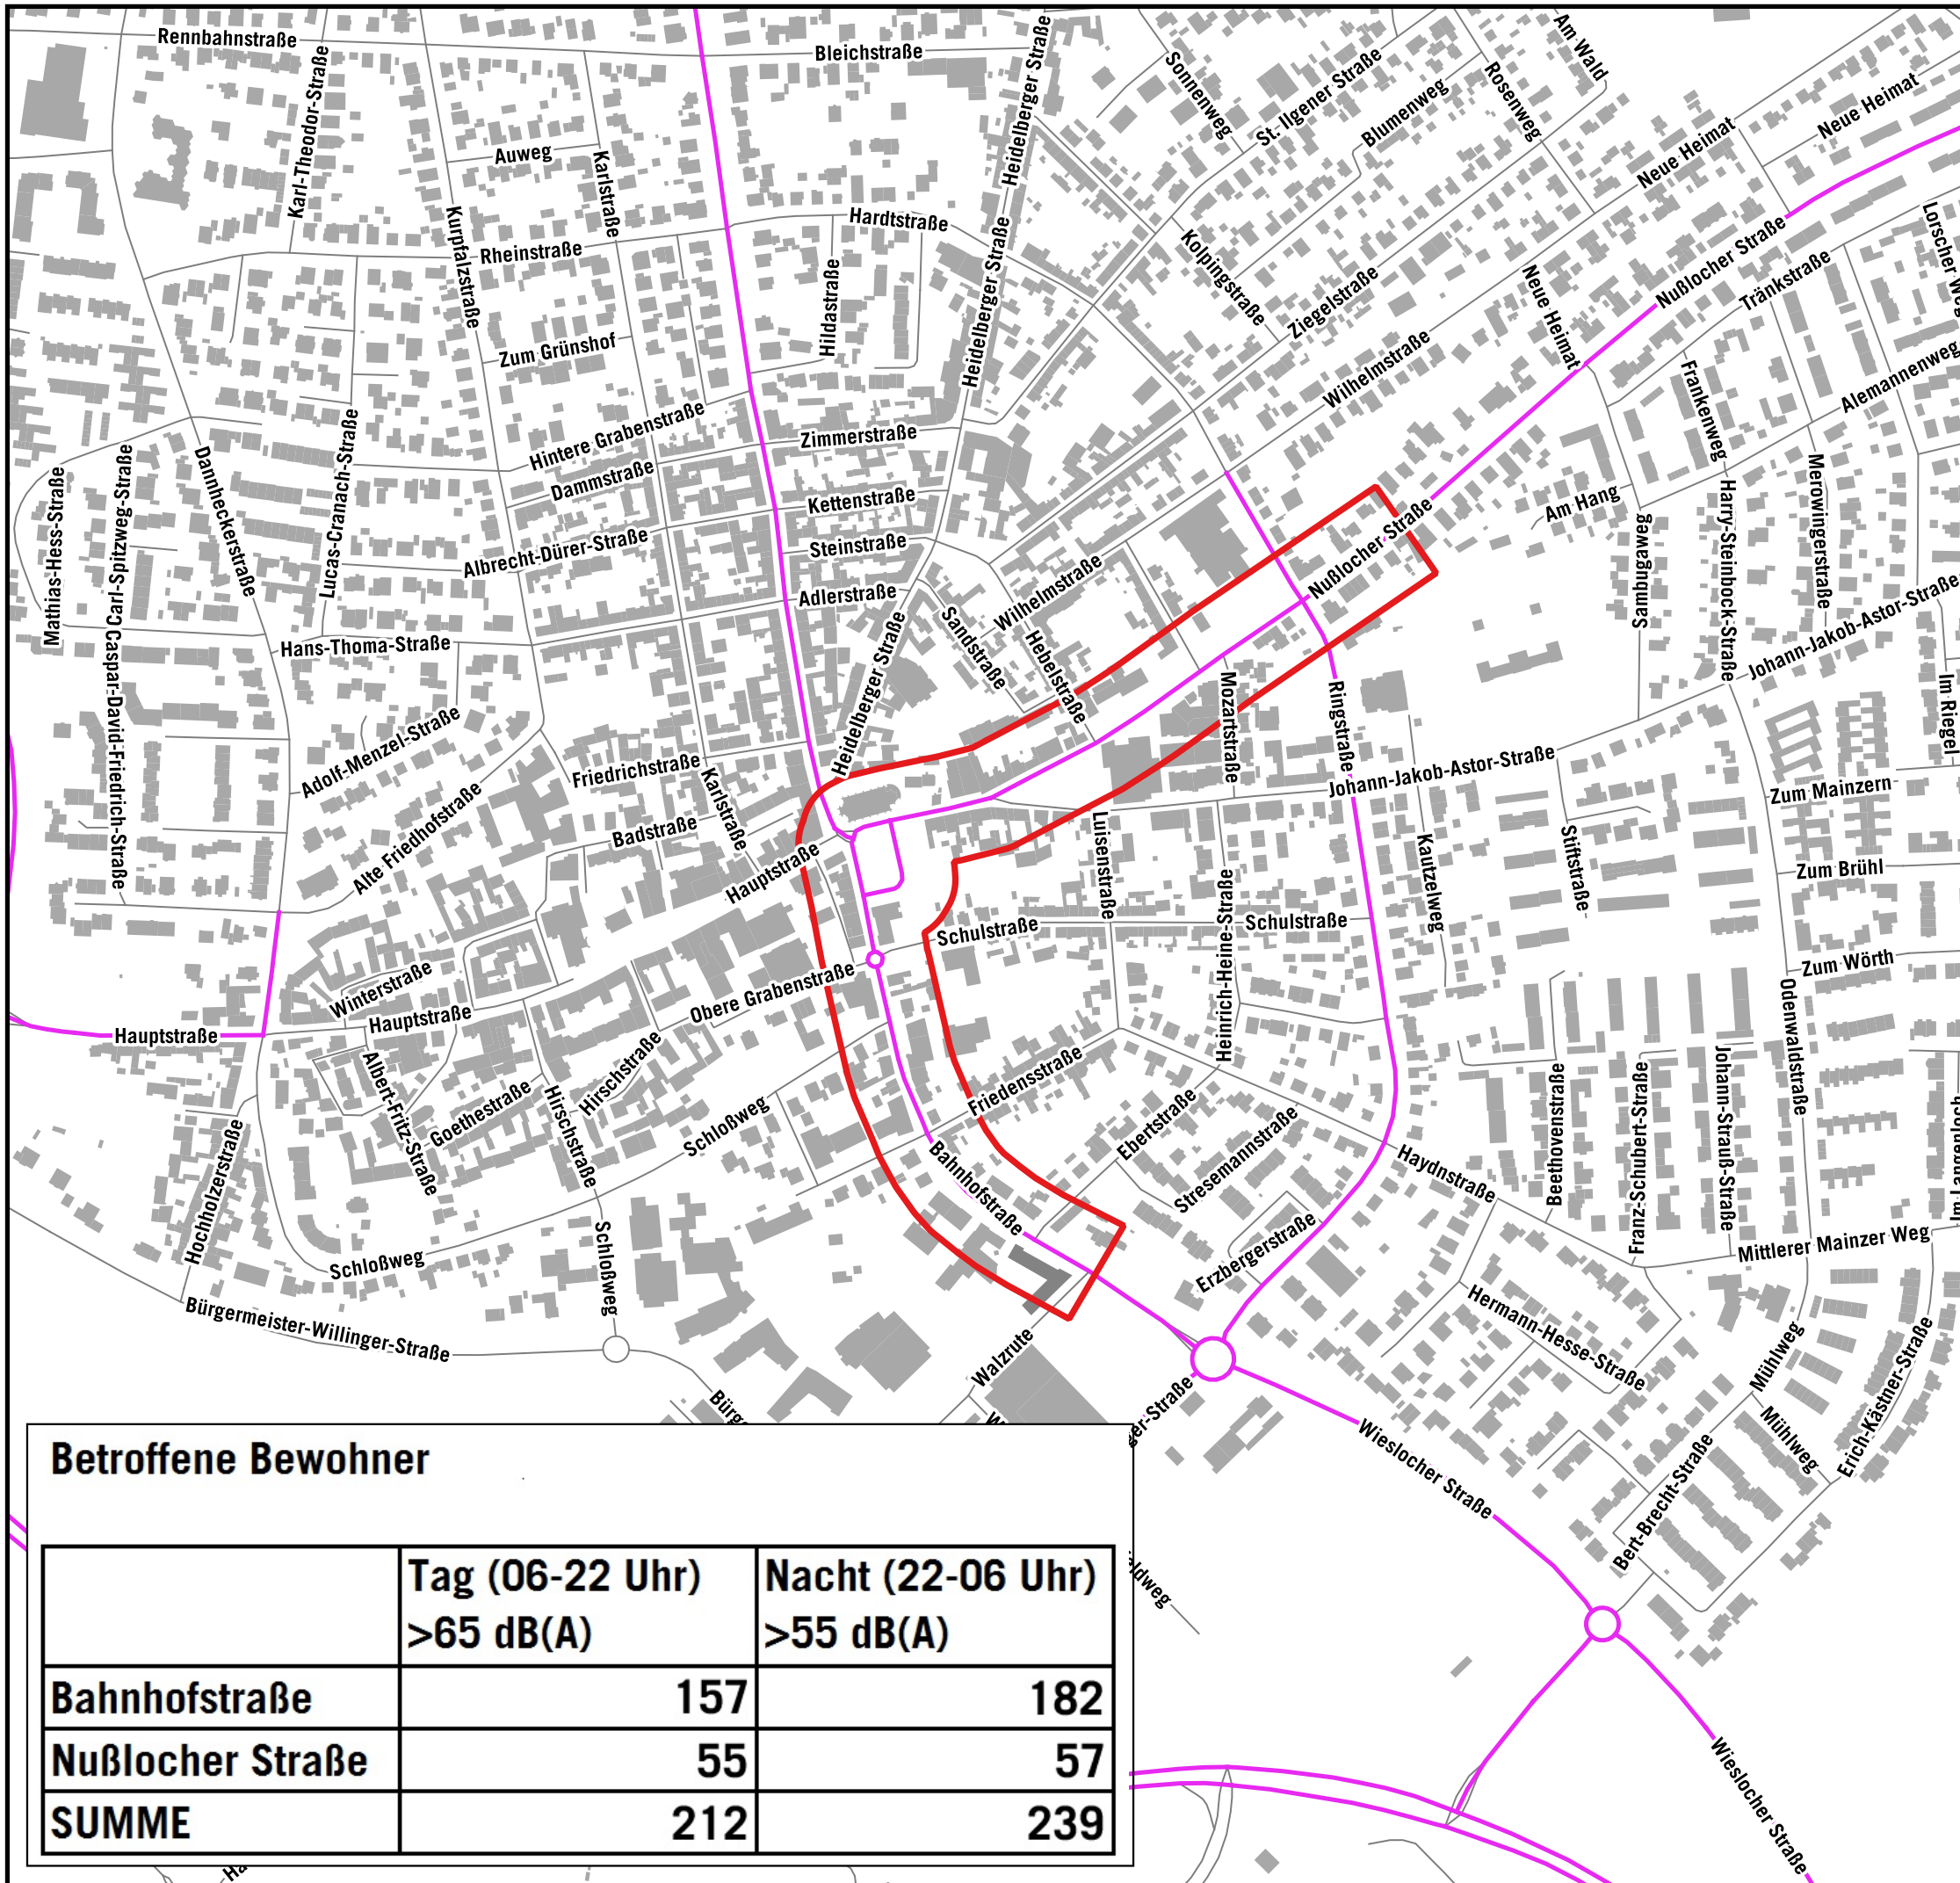 Rennbahnstraße
Bleichstraße
Heidelberger Straße
Am Wald
Sonnenweg
St. Ilgener Straße
Rosenweg
Karl-Theodor-Straße
Blumenweg
Neue Heimat
Neue Heimat
Auweg
Karlstraße
Kurpfalzstraße
Rheinstraße
Hardtstraße
Heidelberger Straße
Kolpingstraße
Ziegelstraße
Neue Heimat
Nußlocher Straße
Tränkstraße
Lorscher Weg
Hildastraße
Zum Grünshof
Wilhelmstraße
Frankenweg
Alemannenweg
Hintere Grabenstraße
Zimmerstraße
Dammstraße
Kettenstraße
Mathias-Hess-Straße
Carl-Spitzweg-Straße
Dannheckerstraße
Lucas-Cranach-Straße
Albrecht-Dürer-Straße
Steinstraße
Adlerstraße
Wilhelmstraße
Nußlocher Straße
Am Hang
Sambugaweg
Harry-Steinbock-Straße
Merowingerstraße
Johann-Jakob-Astor-Straße
Hans-Thoma-Straße
Sandstraße
Hebelstraße
Heidelberger Straße
Caspar-David-Friedrich-Straße
Adolf-Menzel-Straße
Mozartstraße
Ringstraße
Im Riegel
Friedrichstraße
Karlstraße
Johann-Jakob-Astor-Straße
Zum Mainzern
Alte Friedhofstraße
Badstraße
Hauptstraße
Luisenstraße
Kautzelweg
Stiftstraße
Zum Brühl
Schulstraße
Schulstraße
Heinrich-Heine-Straße
Zum Wörth
Winterstraße
Obere Grabenstraße
Odenwaldstraße
Hauptstraße
Hauptstraße
Albert-Fritz-Straße
Goethestraße
Hirschstraße
Hirschstraße
Friedensstraße
Schloßweg
Ebertstraße
Stresemannstraße
Haydnstraße
Beethovenstraße
Franz-Schubert-Straße
Johann-Strauß-Straße
Im Langenloch-
Hochholzerstraße
Bahnhofstraße
Schloßweg
Schloßweg
Erzbergerstraße
Mittlerer Mainzer Weg
Bürgermeister-Willinger-Straße
Hermann-Hesse-Straße
Walzrute
Mühlweg
Mühlweg
Erich-Kästner-Straße
Bürge
ger-Straße
Wieslocher Straße
Bert-Brecht-Straße
ldweg
Wieslocher Straße
Betroffene Bewohner
Tag (06-22 Uhr) Nacht (22-06 Uhr)
>65 dB(A) >55 dB(A)
Bahnhofstraße 157 182
Nußlocher Straße 55 57
SUMME 212 239